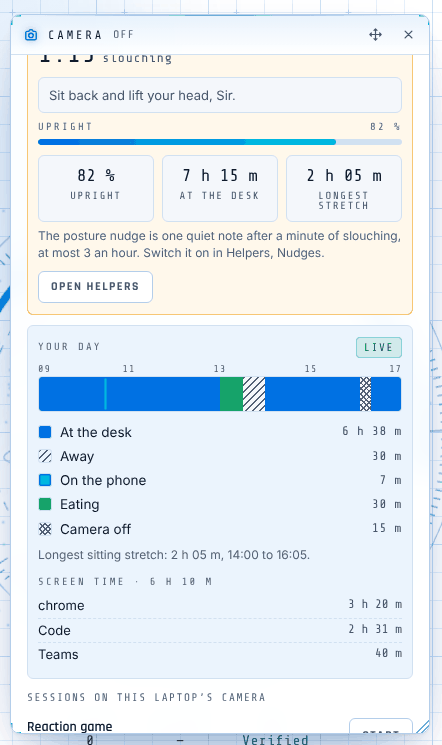 CAMERA OFF
1.15 slouching
Sit back and lift your head, Sir.
UPRIGHT 82 %
82 % 7 h 15 m 2 h 05 m
UPRIGHT AT THE DESK LONGEST
STRETCH
The posture nudge is one quiet note after a minute of slouching,
at most 3 an hour. Switch it on in Helpers, Nudges.
OPEN HELPERS
YOUR DAY LIVE
09 11 13 15 17
At the desk 6 h 38 m
Away 30 m
On the phone 7 m
Eating 30 m
Camera off 15 m
Longest sitting stretch: 2 h 05 m, 14:00 to 16:05.
SCREEN TIME · 6 H 10 M
chrome 3 h 20 m
Code 2 h 31 m
Teams 40 m
SESSIONS ON THIS LAPTOP'S CAMERA
Reaction game START
0 – Verified